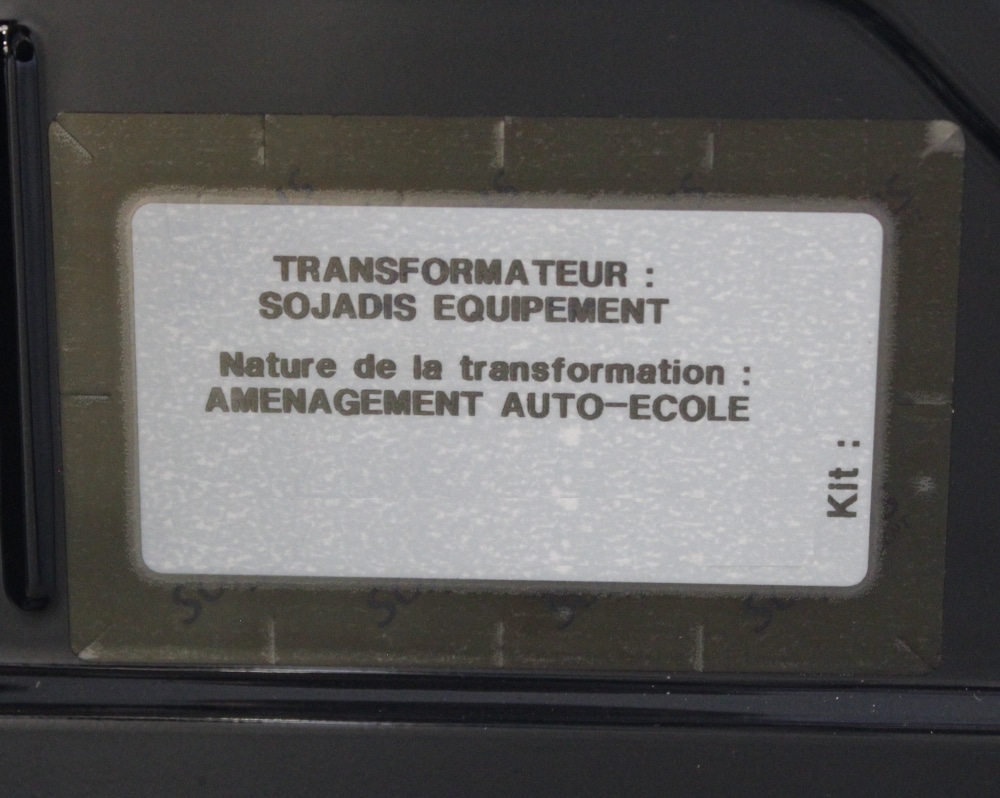 TRANSFORMATEUR :
SOJADIS EQUIPEMENT
Nature de la transformation :
AMENAGEMENT AUTO-ECOLE
Kit :